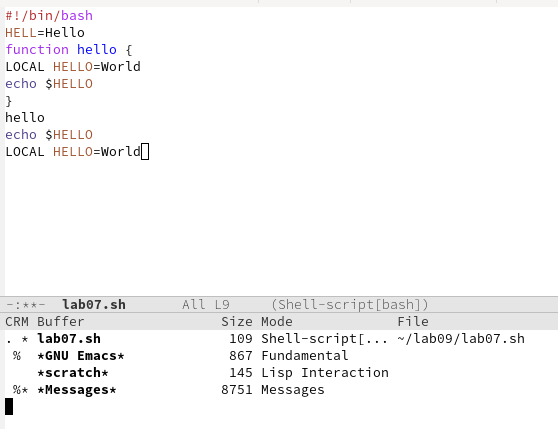 #!/bin/bash
HELL=Hello
function hello {
LOCAL HELLO=World
echo $HELLO
}
hello
echo $HELLO
LOCAL HELLO=World
-:**-  lab07.sh       All L9     (Shell-script[bash])
CRM Buffer                 Size Mode             File
. * lab07.sh                109 Shell-script[... ~/lab09/lab07.sh
 %  *GNU Emacs*             867 Fundamental
    *scratch*               145 Lisp Interaction
 %* *Messages*             8751 Messages